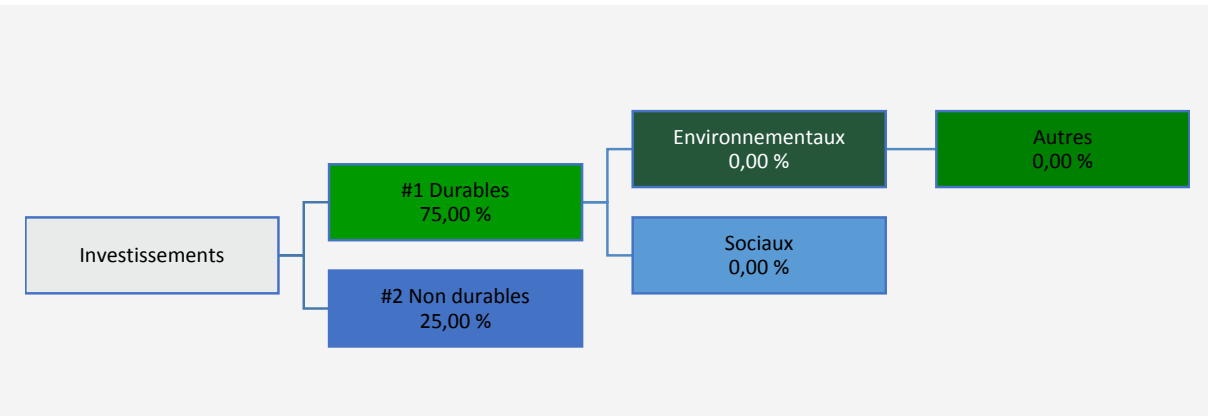 Investissements
#1 Durables
75,00 %
#2 Non durables
25,00 %
Environnementaux
0,00 %
Sociaux
0,00 %
Autres
0,00 %